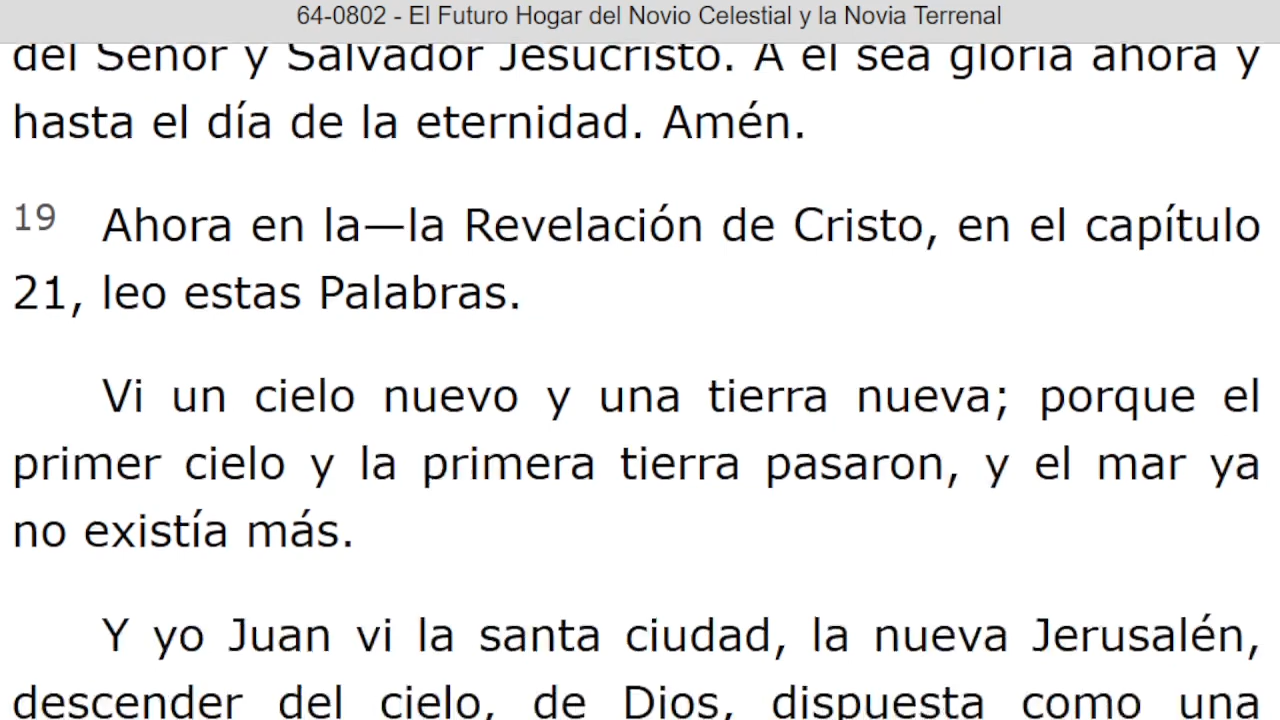 64-0802 - El Futuro Hogar del Novio Celestial y la Novia Terrenal
del Señor y Salvador Jesucristo. A él sea gloria ahora y
hasta el día de la eternidad. Amén.
19 Ahora en la—la Revelación de Cristo, en el capítulo
21, leo estas Palabras.
Vi un cielo nuevo y una tierra nueva; porque el
primer cielo y la primera tierra pasaron, y el mar ya
no existía más.
Y yo Juan vi la santa ciudad, la nueva Jerusalén,
descender del cielo, de Dios, dispuesta como una